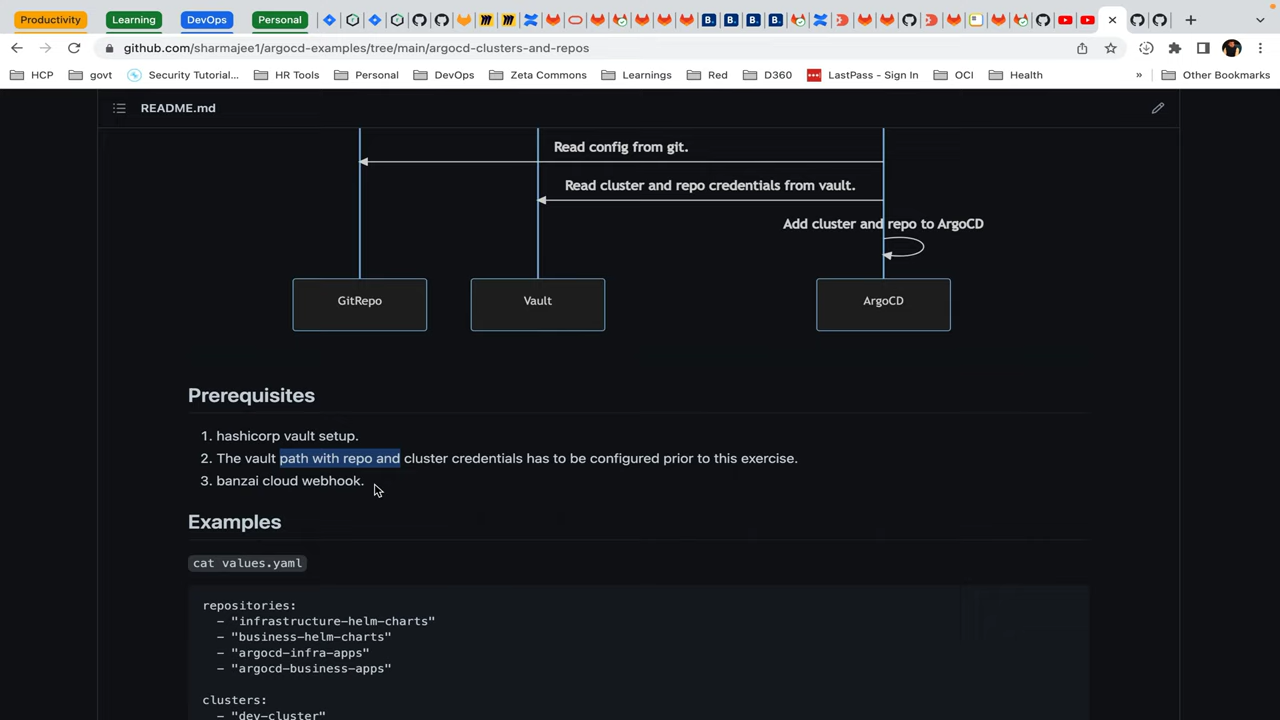 Productivity
Learning
DevOps
Personal
github.com/sharmajee1/argocd-examples/tree/main/argocd-clusters-and-repos
HCP
govt
Security Tutorial...
HR Tools
Personal
DevOps
Zeta Commons
Learnings
Red
D360
LastPass - Sign In
OCI
Health
»
Other Bookmarks
README.md
Read config from git.
Read cluster and repo credentials from vault.
Add cluster and repo to ArgoCD
GitRepo
Vault
ArgoCD
Prerequisites
1. hashicorp vault setup.
2. The vault path with repo and cluster credentials has to be configured prior to this exercise.
3. banzai cloud webhook.
Examples
cat values.yaml
repositories:
- "infrastructure-helm-charts"
- "business-helm-charts"
- "argocd-infra-apps"
- "argocd-business-apps"
clusters:
- "dev-cluster"